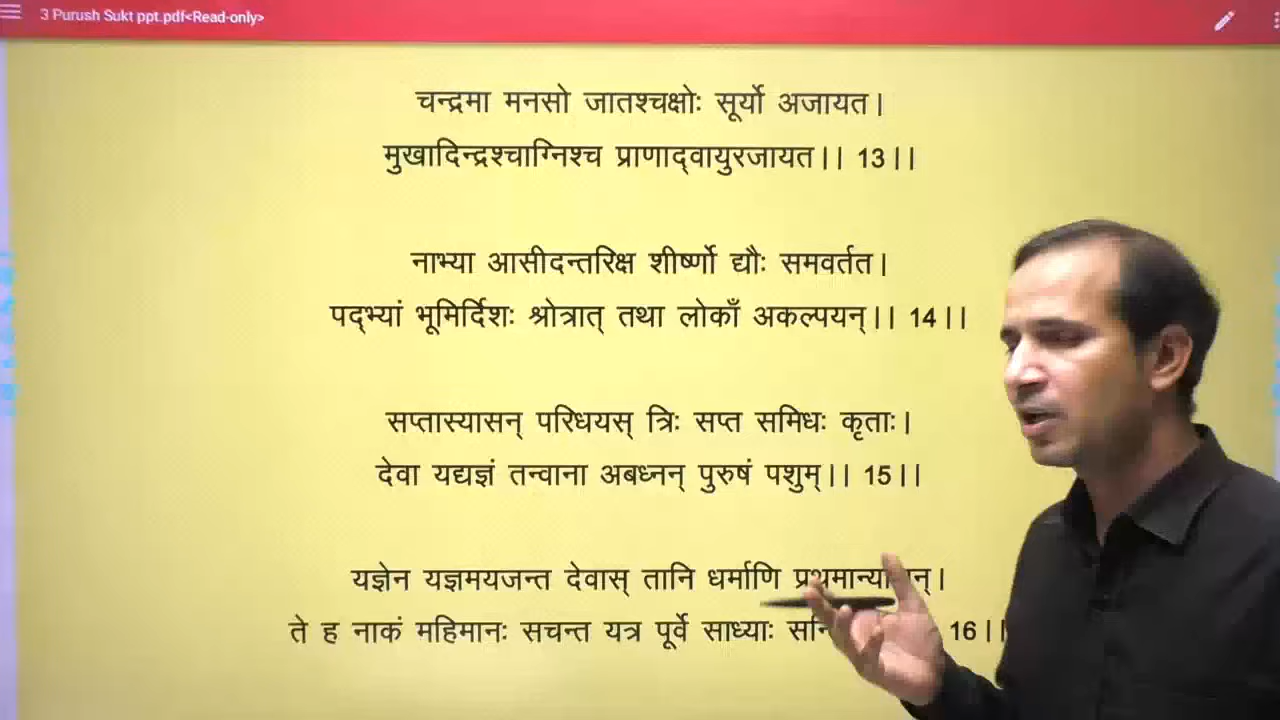 3 Purush Sukt ppt.pdf<Read-only>
चन्द्रमा मनसो जातश्चक्षोः सूर्यो अजायत।
मुखादिन्द्रश्चाग्निश्च प्राणाद्वायुरजायत।। 13।।
नाभ्या आसीदन्तरिक्ष शीर्ष्णो द्यौः समवर्तत।
पद्भ्यां भूमिर्दिशः श्रोत्रात् तथा लोकाँ अकल्पयन्।। 14।।
सप्तास्यासन् परिधयस् त्रिः सप्त समिधः कृताः।
देवा यद्यज्ञं तन्वाना अबध्नन् पुरुषं पशुम्।। 15।।
यज्ञेन यज्ञमयजन्त देवास् तानि धर्माणि
ते ह नाकं महिमानः सचन्त यत्र पूर्वे साध्याः 16।।